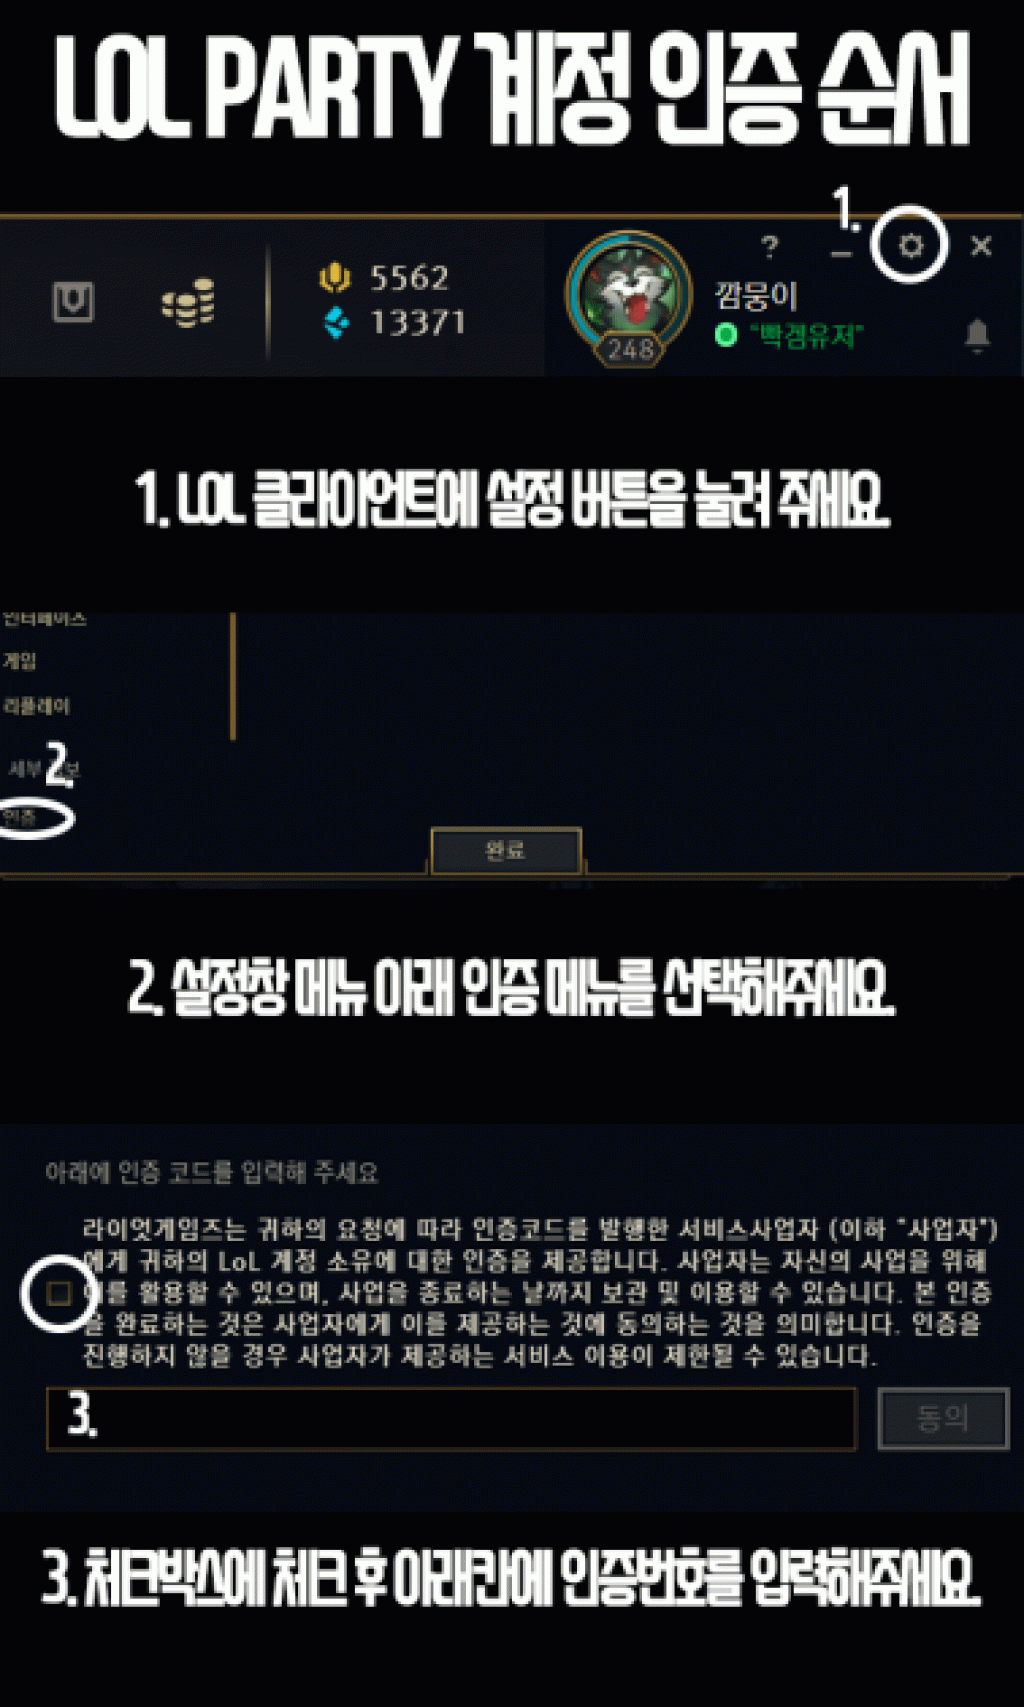 LOL PARTY 계정 인증 순서
1.
?
5562
13371
깜뭉이
"빡겜유저"
248
1. LOL 클라이언트에 설정 버튼을 눌려 주세요.
인터페이스
게임
리플레이
세부
2.
인증
완료
2. 설정창 메뉴 아래 인증 메뉴를 선택해주세요.
아래에 인증 코드를 입력해 주세요
라이엇게임즈는 귀하의 요청에 따라 인증코드를 발행한 서비스사업자 (이하 "사업자")
에게 귀하의 LoL 계정 소유에 대한 인증을 제공합니다. 사업자는 자신의 사업을 위해
이를 활용할 수 있으며, 사업을 종료하는 날까지 보관 및 이용할 수 있습니다. 본 인증
을 완료하는 것은 사업자에게 이를 제공하는 것에 동의하는 것을 의미합니다. 인증을
진행하지 않을 경우 사업자가 제공하는 서비스 이용이 제한될 수 있습니다.
3.
동의
3. 체크박스에 체크 후 아래칸에 인증번호를 입력해주세요.